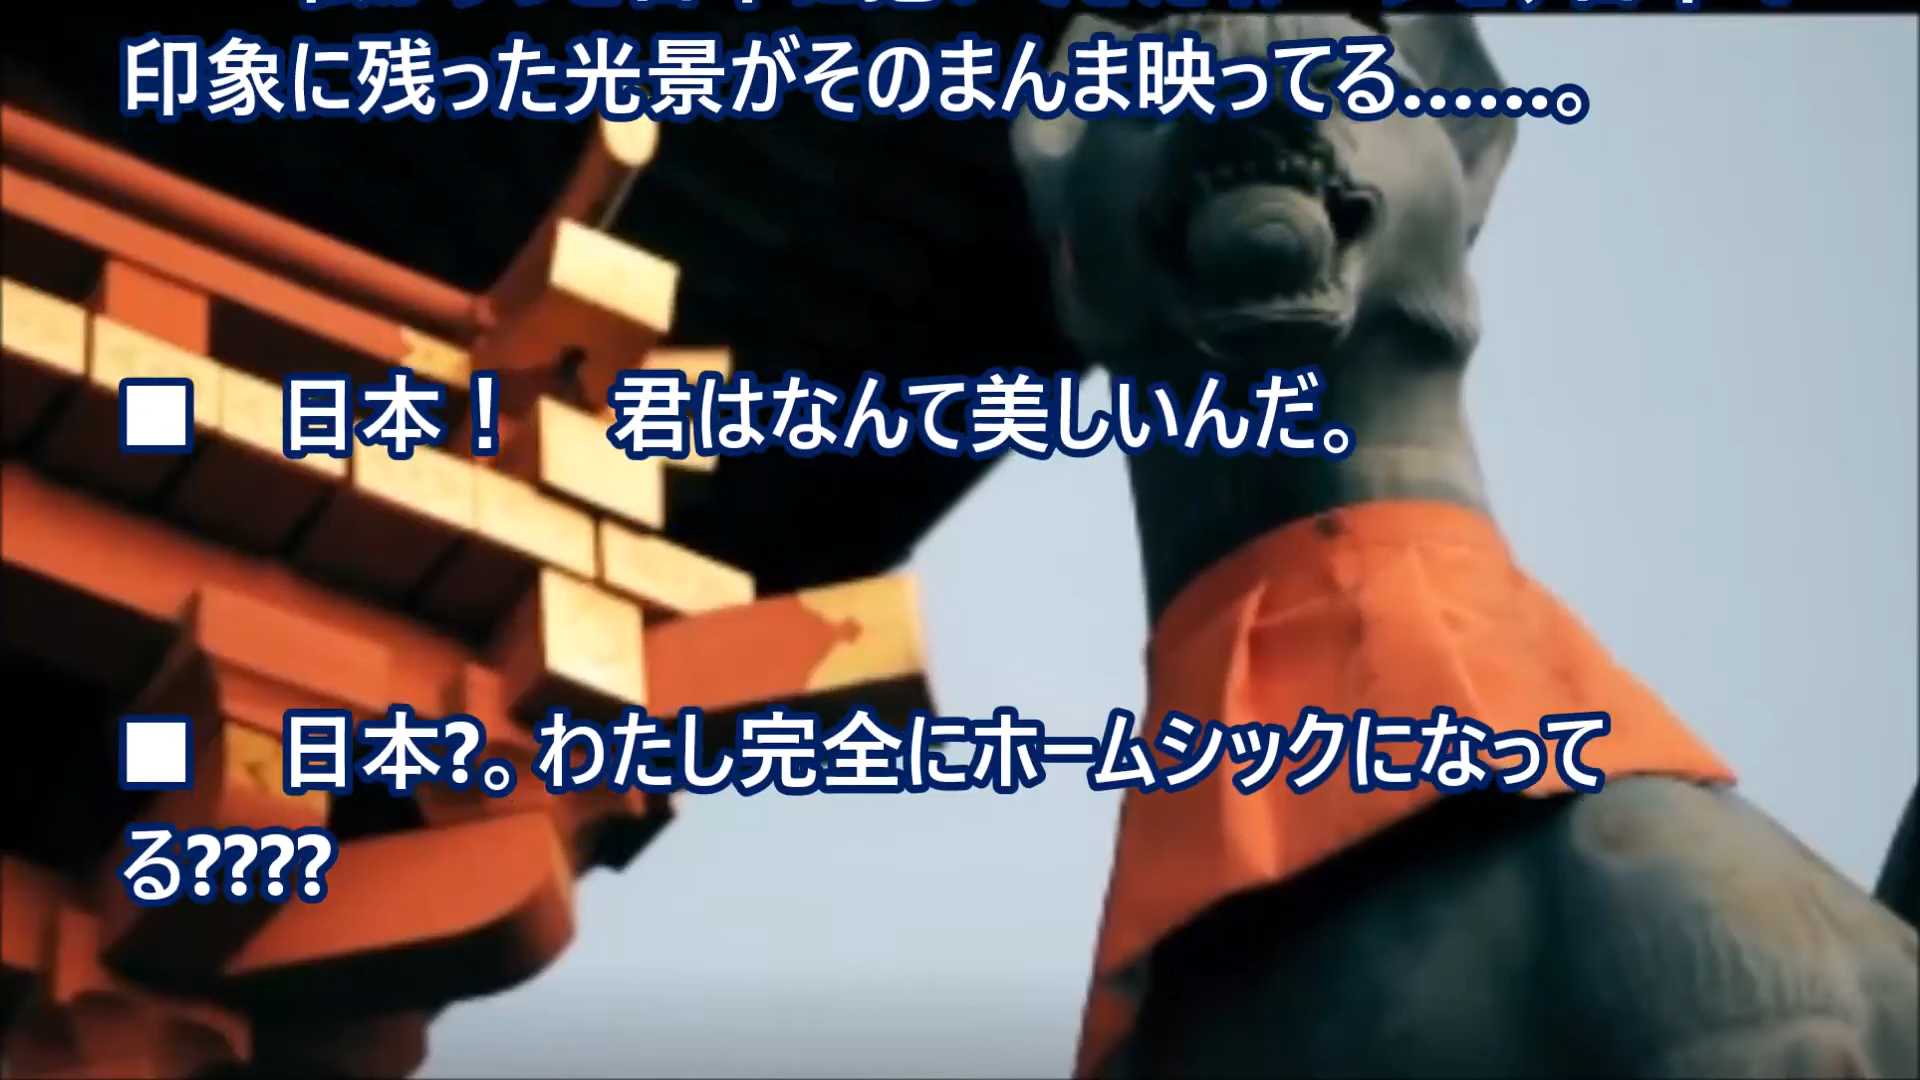 印象に残った光景がそのまんま映ってる......。
■　日本！　君はなんて美しいんだ。
■　日本?。わたし完全にホームシックになって
る????